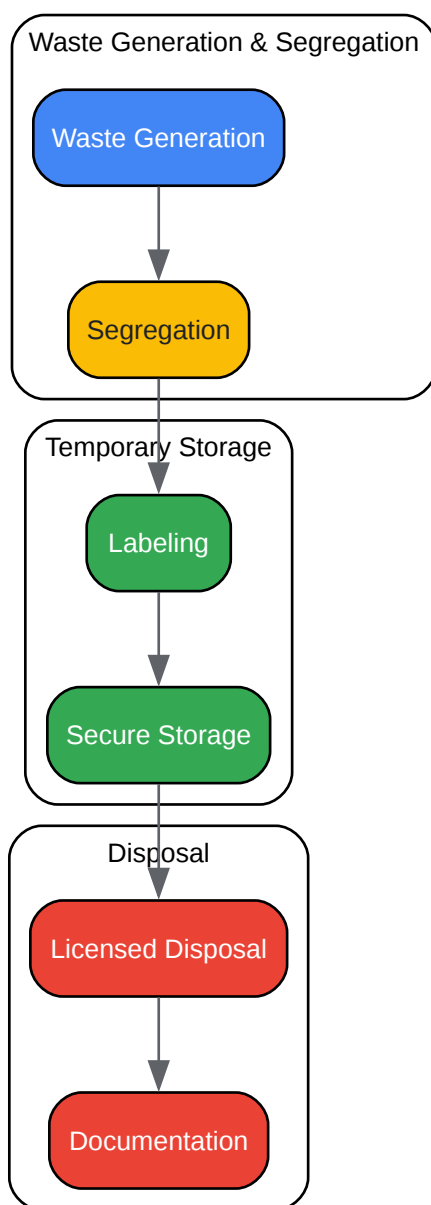 Waste Generation & Segregation
Waste Generation
Segregation
Temporary Storage
Labeling
Secure Storage
Disposal
Licensed Disposal
Documentation